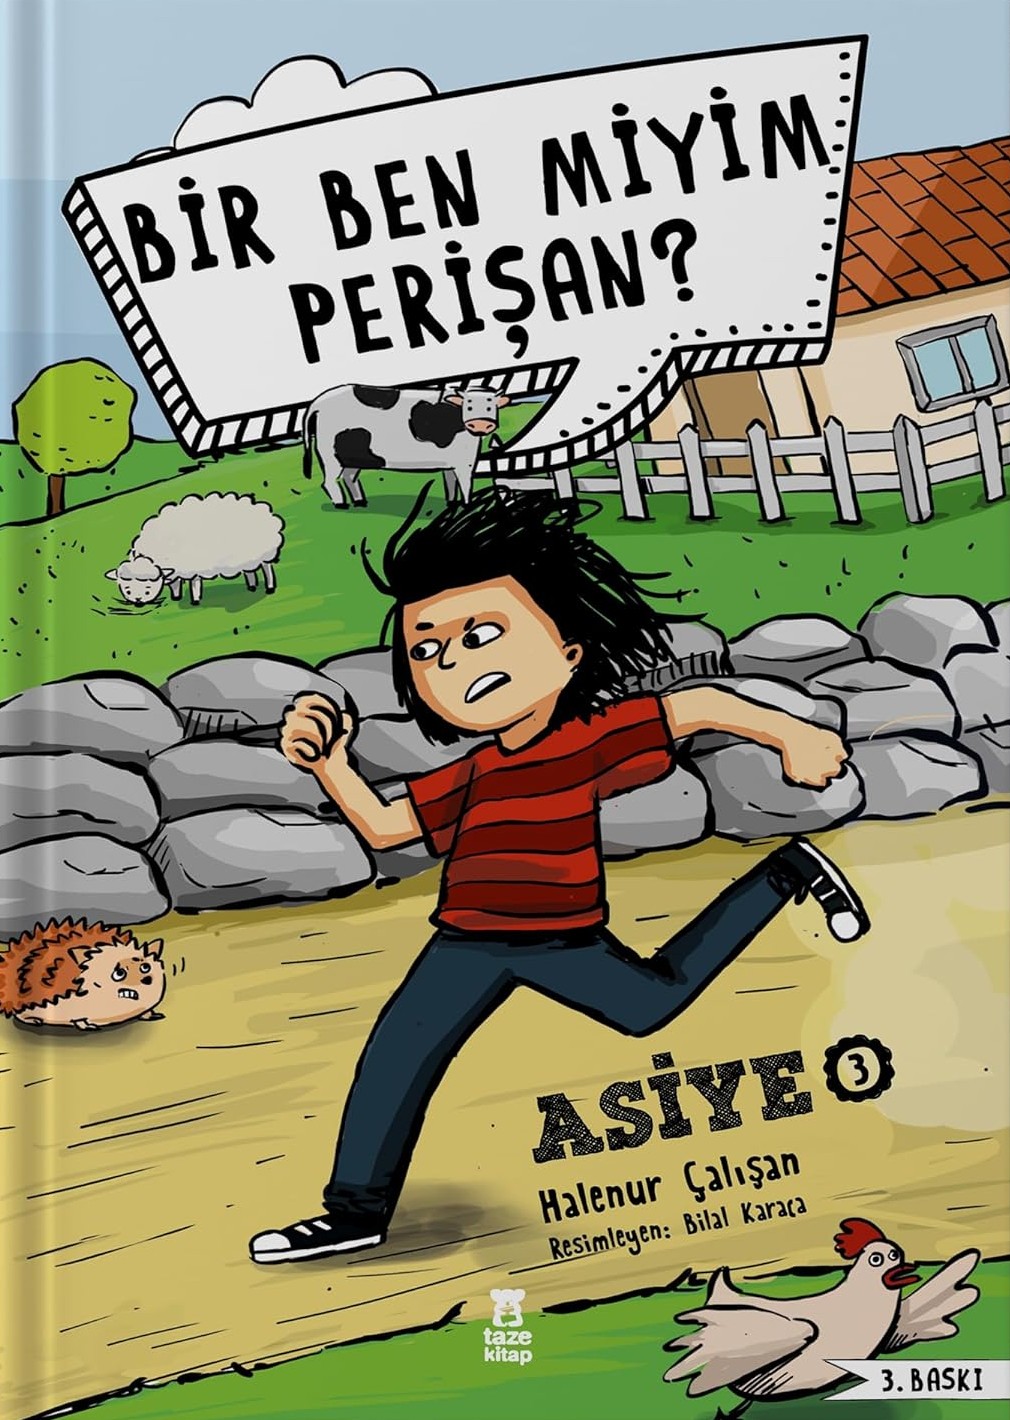 BİR BEN MİYİM
PERİŞAN?
ASİYE 3
Halenur Çalışan
Resimleyen: Bilal Karaca
taze
kitap
3. BASKI